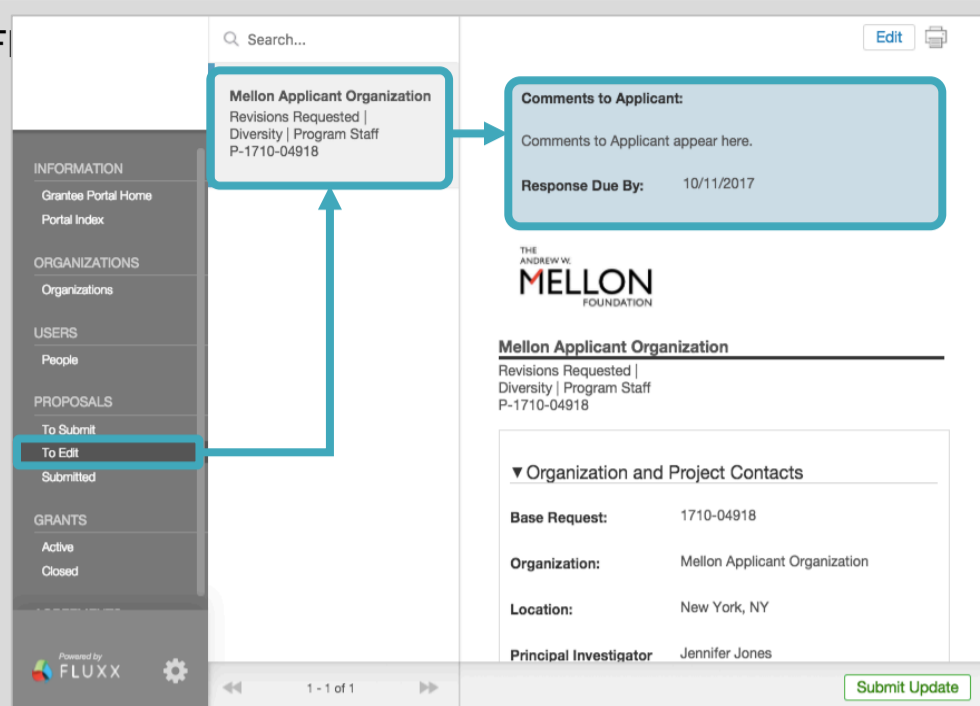 Search...
Edit
Mellon Applicant Organization
Revisions Requested |
Diversity | Program Staff
P-1710-04918
Comments to Applicant:
Comments to Applicant appear here.
Response Due By: 10/11/2017
INFORMATION
Grantee Portal Home
Portal Index
ORGANIZATIONS
Organizations
USERS
People
PROPOSALS
To Submit
To Edit
Submitted
GRANTS
Active
Closed
Powered by
FLUXX
THE
ANDREW W.
MELLON
FOUNDATION
Mellon Applicant Organization
Revisions Requested |
Diversity | Program Staff
P-1710-04918
▼Organization and Project Contacts
Base Request: 1710-04918
Organization: Mellon Applicant Organization
Location: New York, NY
Principal Investigator Jennifer Jones
1 - 1 of 1
Submit Update